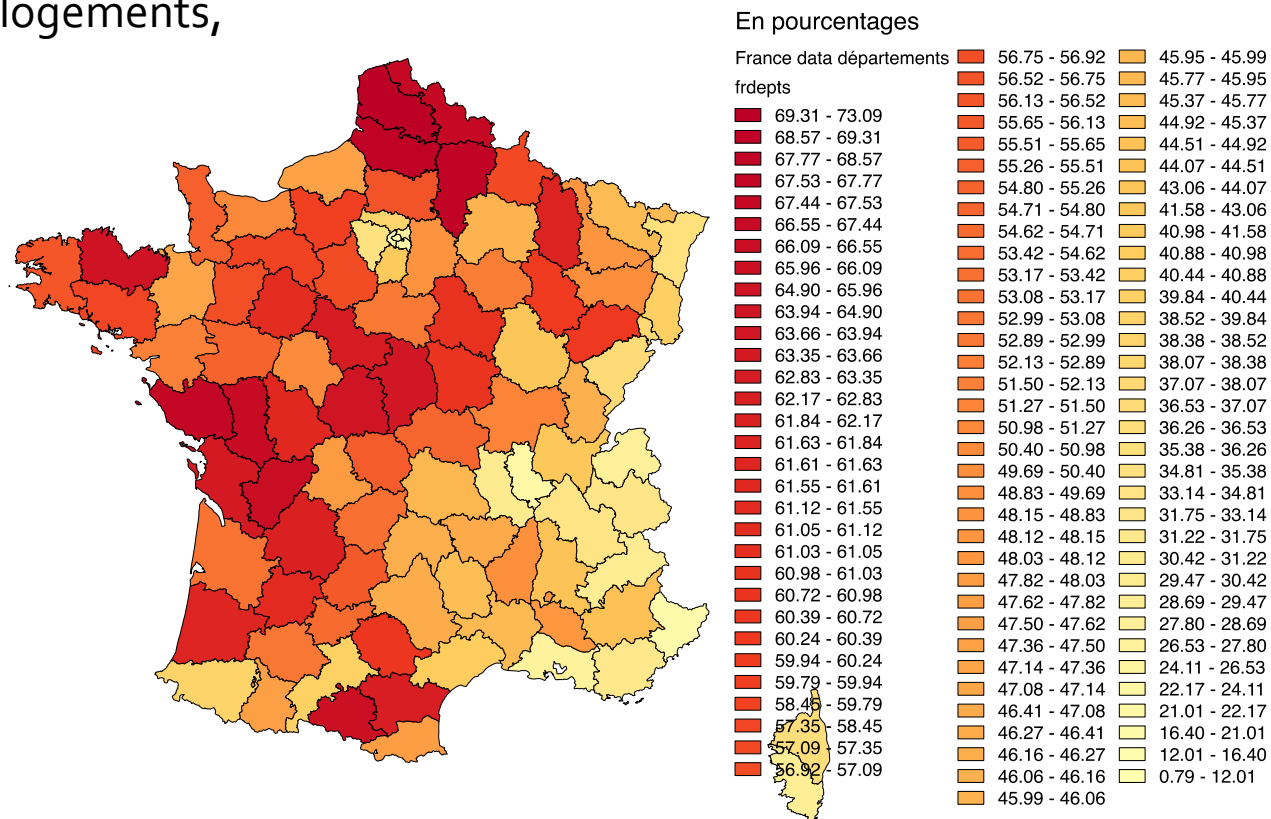 logements,
En pourcentages
France data départements
frdepts
69.31 - 73.09
68.57 - 69.31
67.77 - 68.57
67.53 - 67.77
67.44 - 67.53
66.55 - 67.44
66.09 - 66.55
65.96 - 66.09
64.90 - 65.96
63.94 - 64.90
63.66 - 63.94
63.35 - 63.66
62.83 - 63.35
62.17 - 62.83
61.84 - 62.17
61.63 - 61.84
61.61 - 61.63
61.55 - 61.61
61.12 - 61.55
61.05 - 61.12
61.03 - 61.05
60.98 - 61.03
60.72 - 60.98
60.39 - 60.72
60.24 - 60.39
59.94 - 60.24
59.79 - 59.94
58.45 - 59.79
57.35 - 58.45
57.09 - 57.35
56.92 - 57.09
56.75 - 56.92
56.52 - 56.75
56.13 - 56.52
55.65 - 56.13
55.51 - 55.65
55.26 - 55.51
54.80 - 55.26
54.71 - 54.80
54.62 - 54.71
53.42 - 54.62
53.17 - 53.42
53.08 - 53.17
52.99 - 53.08
52.89 - 52.99
52.13 - 52.89
51.50 - 52.13
51.27 - 51.50
50.98 - 51.27
50.40 - 50.98
49.69 - 50.40
48.83 - 49.69
48.15 - 48.83
48.12 - 48.15
48.03 - 48.12
47.82 - 48.03
47.62 - 47.82
47.50 - 47.62
47.36 - 47.50
47.14 - 47.36
47.08 - 47.14
46.41 - 47.08
46.27 - 46.41
46.16 - 46.27
46.06 - 46.16
45.99 - 46.06
45.95 - 45.99
45.77 - 45.95
45.37 - 45.77
44.92 - 45.37
44.51 - 44.92
44.07 - 44.51
43.06 - 44.07
41.58 - 43.06
40.98 - 41.58
40.88 - 40.98
40.44 - 40.88
39.84 - 40.44
38.52 - 39.84
38.38 - 38.52
38.07 - 38.38
37.07 - 38.07
36.53 - 37.07
36.26 - 36.53
35.38 - 36.26
34.81 - 35.38
33.14 - 34.81
31.75 - 33.14
31.22 - 31.75
30.42 - 31.22
29.47 - 30.42
28.69 - 29.47
27.80 - 28.69
26.53 - 27.80
24.11 - 26.53
22.17 - 24.11
21.01 - 22.17
16.40 - 21.01
12.01 - 16.40
0.79 - 12.01